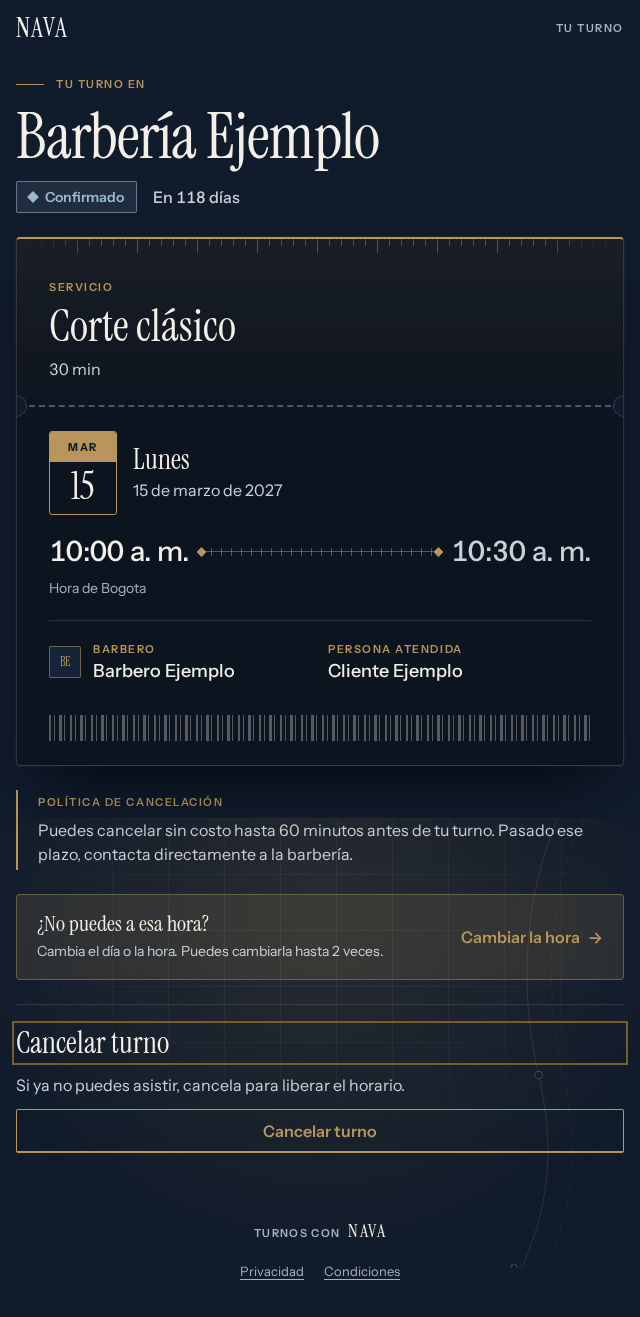 NAVA
TU TURNO
TU TURNO EN
Barbería Ejemplo
Confirmado
En 118 días
SERVICIO
Corte clásico
30 min
MAR
15
Lunes
15 de marzo de 2027
10:00 a. m.
10:30 a. m.
Hora de Bogota
BE
BARBERO
Barbero Ejemplo
PERSONA ATENDIDA
Cliente Ejemplo
POLÍTICA DE CANCELACIÓN
Puedes cancelar sin costo hasta 60 minutos antes de tu turno. Pasado ese
plazo, contacta directamente a la barbería.
¿No puedes a esa hora?
Cambia el día o la hora. Puedes cambiarla hasta 2 veces.
Cambiar la hora →
Cancelar turno
Si ya no puedes asistir, cancela para liberar el horario.
Cancelar turno
TURNOS CON NAVA
Privacidad
Condiciones